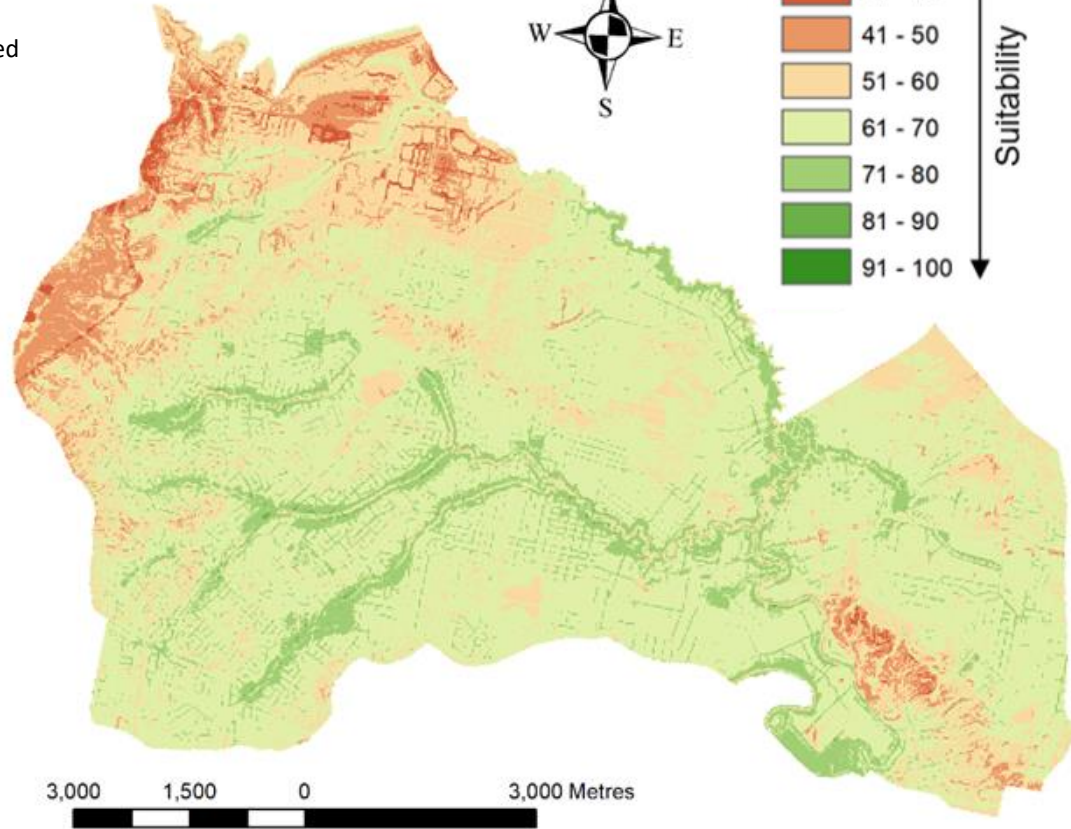 ed
W E
S
41 - 50
51 - 60
61 - 70
71 - 80
81 - 90
91 - 100
Suitability
3,000 1,500 0 3,000 Metres